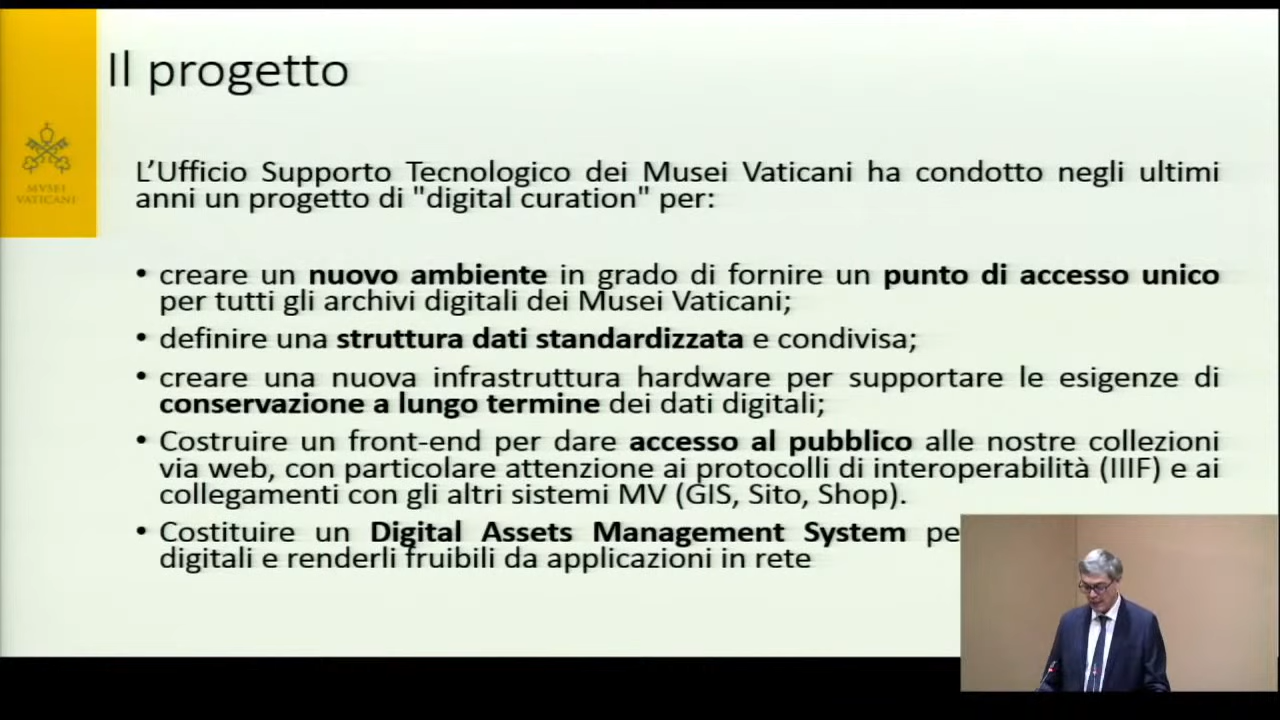 Il progetto
MVSEI
VATICANI
L’Ufficio Supporto Tecnologico dei Musei Vaticani ha condotto negli ultimi
anni un progetto di "digital curation" per:
• creare un nuovo ambiente in grado di fornire un punto di accesso unico
per tutti gli archivi digitali dei Musei Vaticani;
• definire una struttura dati standardizzata e condivisa;
• creare una nuova infrastruttura hardware per supportare le esigenze di
conservazione a lungo termine dei dati digitali;
• Costruire un front-end per dare accesso al pubblico alle nostre collezioni
via web, con particolare attenzione ai protocolli di interoperabilità (IIIF) e ai
collegamenti con gli altri sistemi MV (GIS, Sito, Shop).
• Costituire un Digital Assets Management System pe
digitali e renderli fruibili da applicazioni in rete